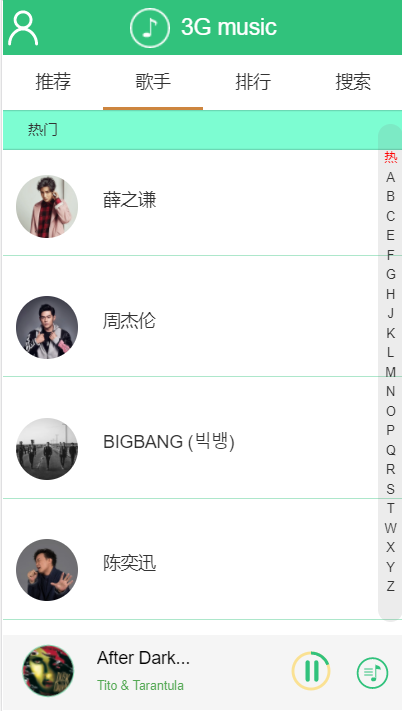 3G music
推荐 歌手 排行 搜索
热门
热
A
B
C
E
F
G
H
J
K
L
M
N
O
P
Q
R
S
T
W
X
Y
Z
薛之谦
周杰伦
BIGBANG (빅뱅)
陈奕迅
After Dark...
Tito & Tarantula